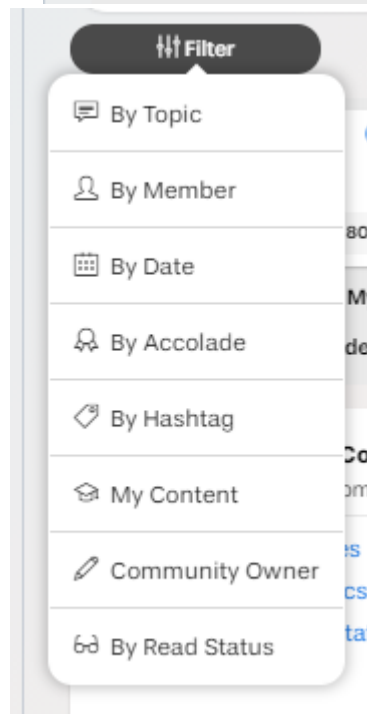 Filter
By Topic
By Member
By Date
By Accolade
By Hashtag
My Content
Community Owner
By Read Status